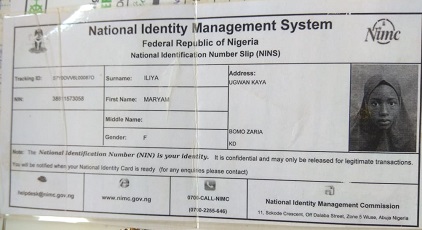 National Identity Management System
Federal Republic of Nigeria
National Identification Number Slip (NINS)
Nimc
Tracking ID:
Surname: ILIYA
Address:
UGWAN KAYA
NIN:
First Name: MARYAM
Middle Name:
Gender: F
BOMO ZARIA
KD
Note: The National Identification Number (NIN) is your identity. It is confidential and may only be released for legitimate transactions.
You will be notified when your National Identity Card is ready (for any enquiries please contact)
helpdesk@nimc.gov.ng
www.nimc.gov.ng
0700-CALL-NIMC
(0700-2255-646)
National Identity Management Commission
11, Sokode Crescent, Off Dalaba Street, Zone 5 Wuse, Abuja Nigeria